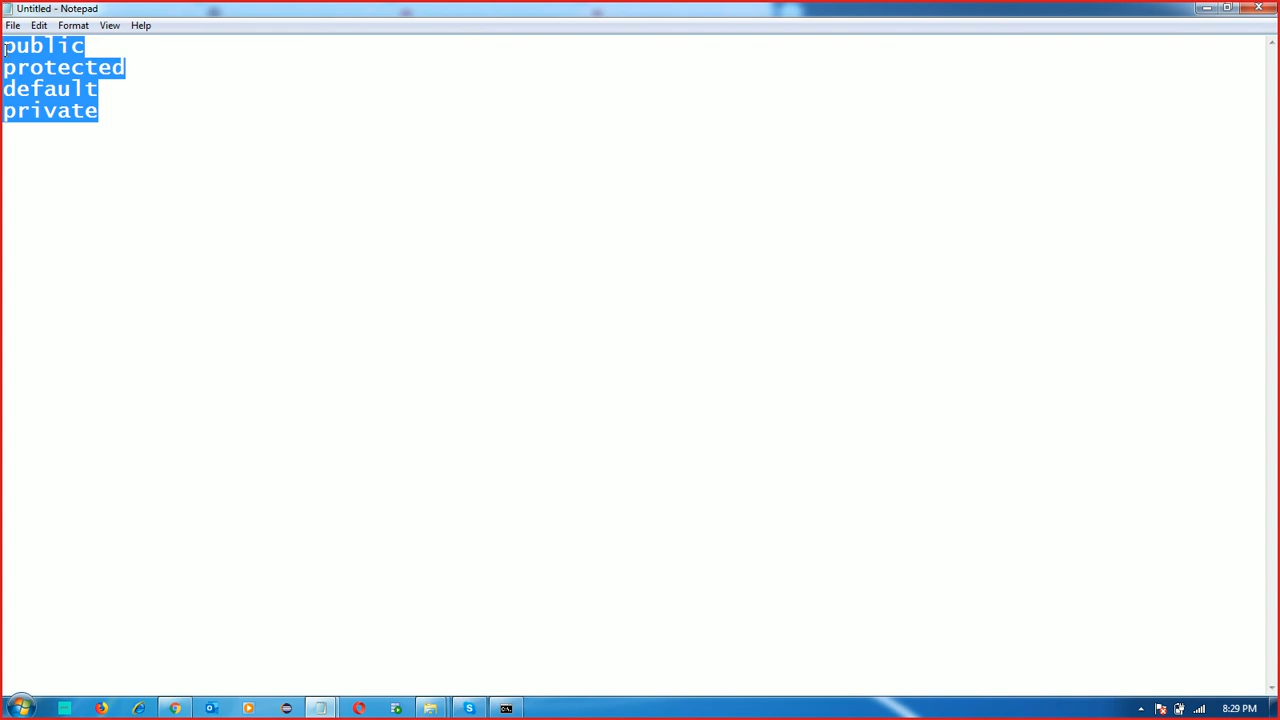 Untitled - Notepad
File Edit Format View Help
public
protected
default
private
8:29 PM